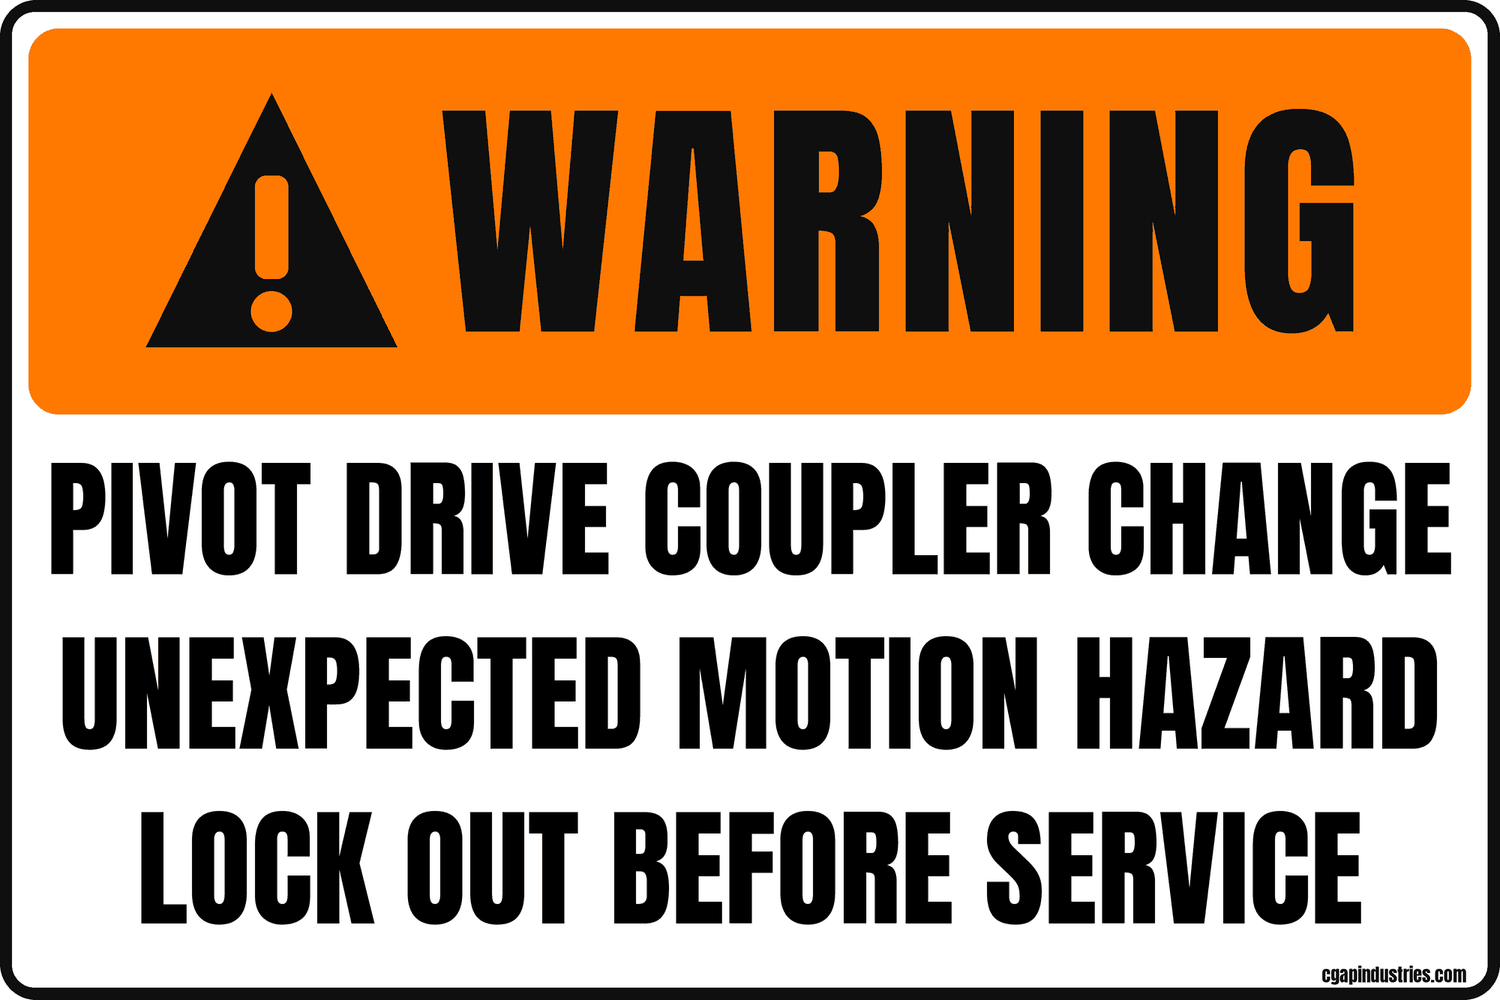 WARNING
PIVOT DRIVE COUPLER CHANGE
UNEXPECTED MOTION HAZARD
LOCK OUT BEFORE SERVICE
cgapindustries.com